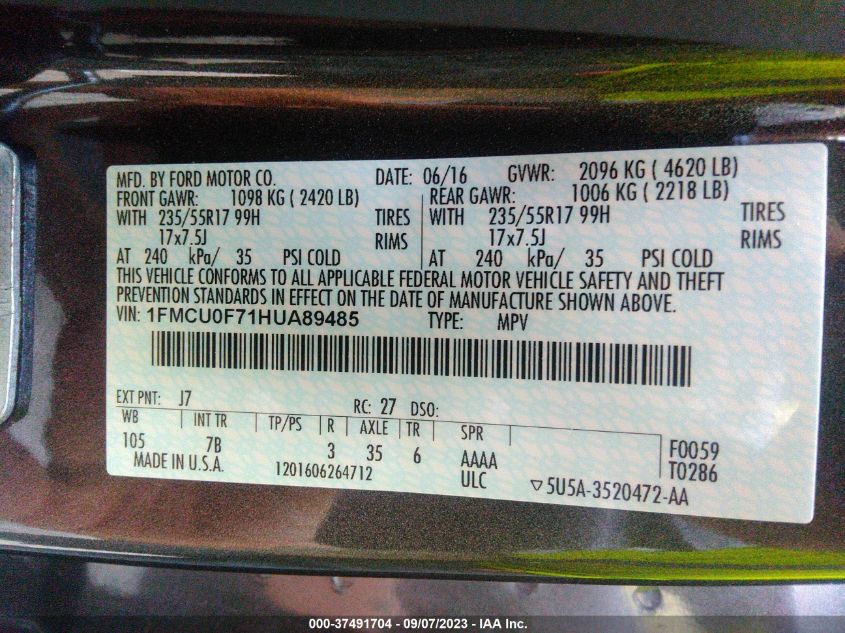 MFD. BY FORD MOTOR CO. DATE: 06/16 GVWR: 2096 KG ( 4620 LB)
FRONT GAWR: 1098 KG ( 2420 LB) REAR GAWR: 1006 KG ( 2218 LB)
WITH 235/55R17 99H TIRES WITH 235/55R17 99H TIRES
17x7.5J RIMS 17x7.5J RIMS
AT 240 kPa/ 35 PSI COLD AT 240 kPa/ 35 PSI COLD
THIS VEHICLE CONFORMS TO ALL APPLICABLE FEDERAL MOTOR VEHICLE SAFETY AND THEFT
PREVENTION STANDARDS IN EFFECT ON THE DATE OF MANUFACTURE SHOWN ABOVE.
VIN: 1FMCU0F71HUA89485 TYPE: MPV
EXT PNT: J7 RC: 27 DSO:
WB INT TR TP/PS R AXLE TR SPR
105 7B 3 35 6 AAAA F0059
MADE IN U.S.A. 1201606264712 ULC T0286
▽5U5A-3520472-AA
000-37491704 - 09/07/2023 - IAA Inc.